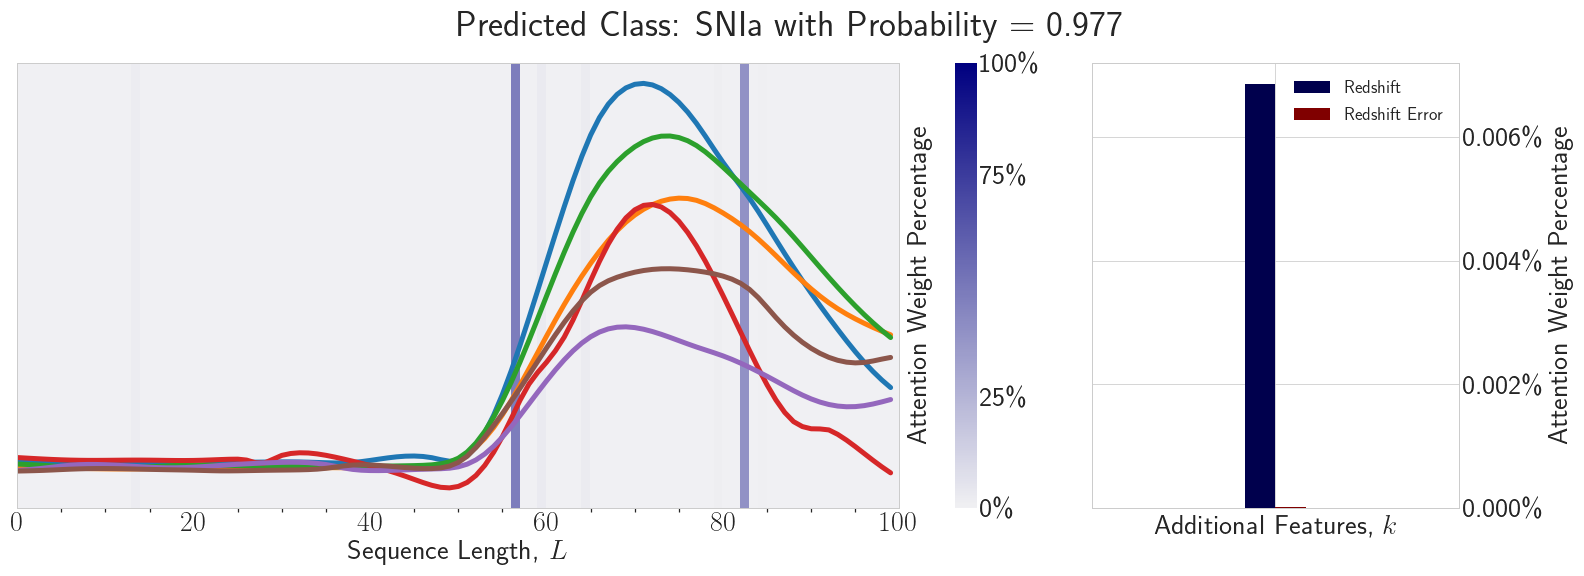 Predicted Class: SNIa with Probability = 0.977
100%
75%
25%
0%
Attention Weight Percentage
0 20 40 60 80 100
Sequence Length, L
Redshift
Redshift Error
0.006%
0.004%
0.002%
0.000%
Attention Weight Percentage
Additional Features, k